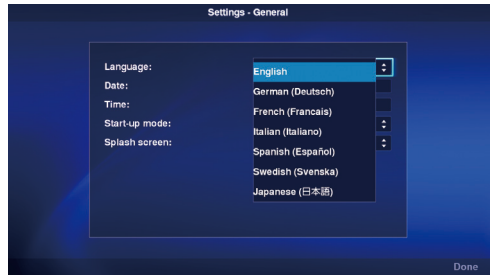 Settings - General
Language:
Date:
Time:
Start-up mode:
Splash screen:
English
German (Deutsch)
French (Francais)
Italian (Italiano)
Spanish (Español)
Swedish (Svenska)
Japanese (日本語)
Done